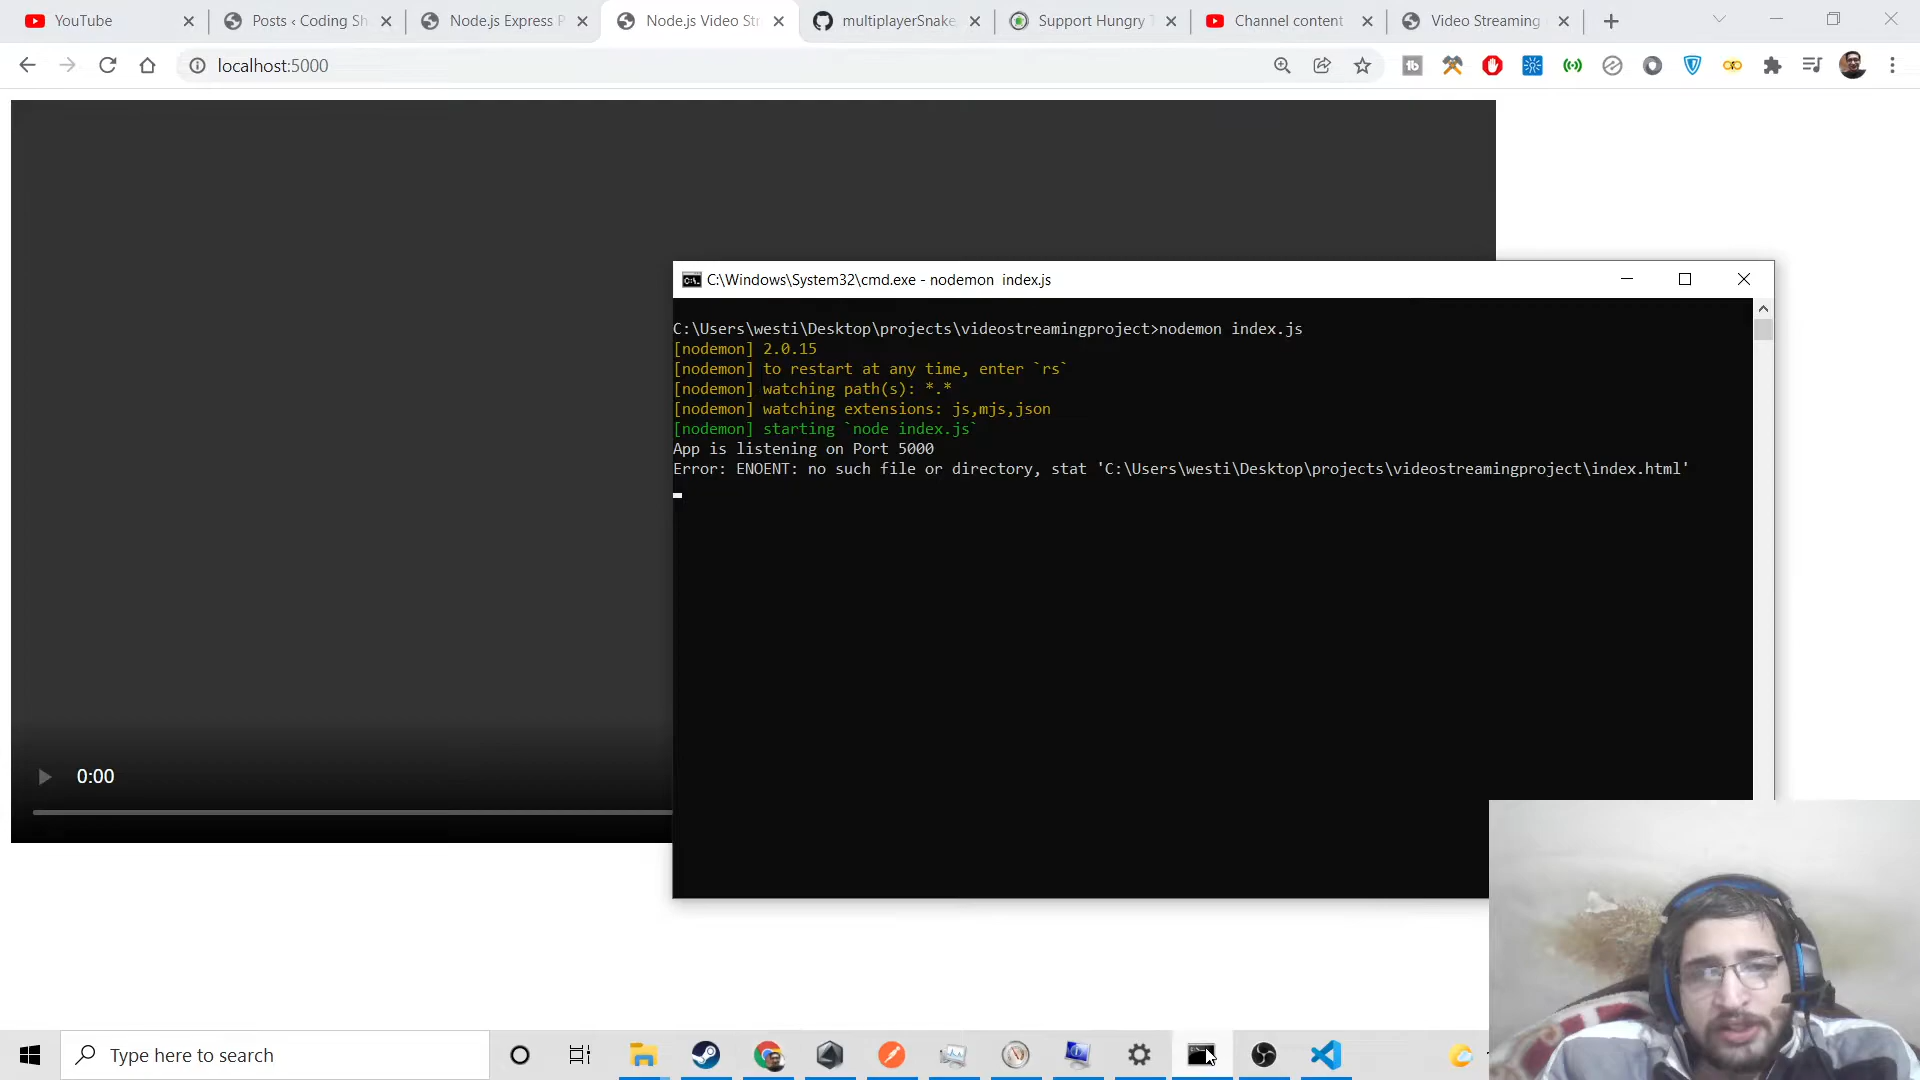 YouTube
Posts ‹ Coding Sh
Node.js Express P
Node.js Video Str
multiplayerSnake
Support Hungry T
Channel content
Video Streaming
localhost:5000
C:\Windows\System32\cmd.exe - nodemon  index.js
C:\Users\westi\Desktop\projects\videostreamingproject>nodemon index.js
[nodemon] 2.0.15
[nodemon] to restart at any time, enter `rs`
[nodemon] watching path(s): *.*
[nodemon] watching extensions: js,mjs,json
[nodemon] starting `node index.js`
App is listening on Port 5000
Error: ENOENT: no such file or directory, stat 'C:\Users\westi\Desktop\projects\videostreamingproject\index.html'
0:00
Type here to search